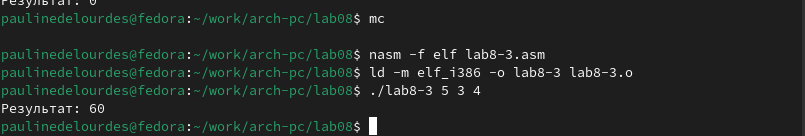 Результат: 0
paulinedelourdes@fedora:~/work/arch-pc/lab08$ mc
paulinedelourdes@fedora:~/work/arch-pc/lab08$ nasm -f elf lab8-3.asm
paulinedelourdes@fedora:~/work/arch-pc/lab08$ ld -m elf_i386 -o lab8-3 lab8-3.o
paulinedelourdes@fedora:~/work/arch-pc/lab08$ ./lab8-3 5 3 4
Результат: 60
paulinedelourdes@fedora:~/work/arch-pc/lab08$